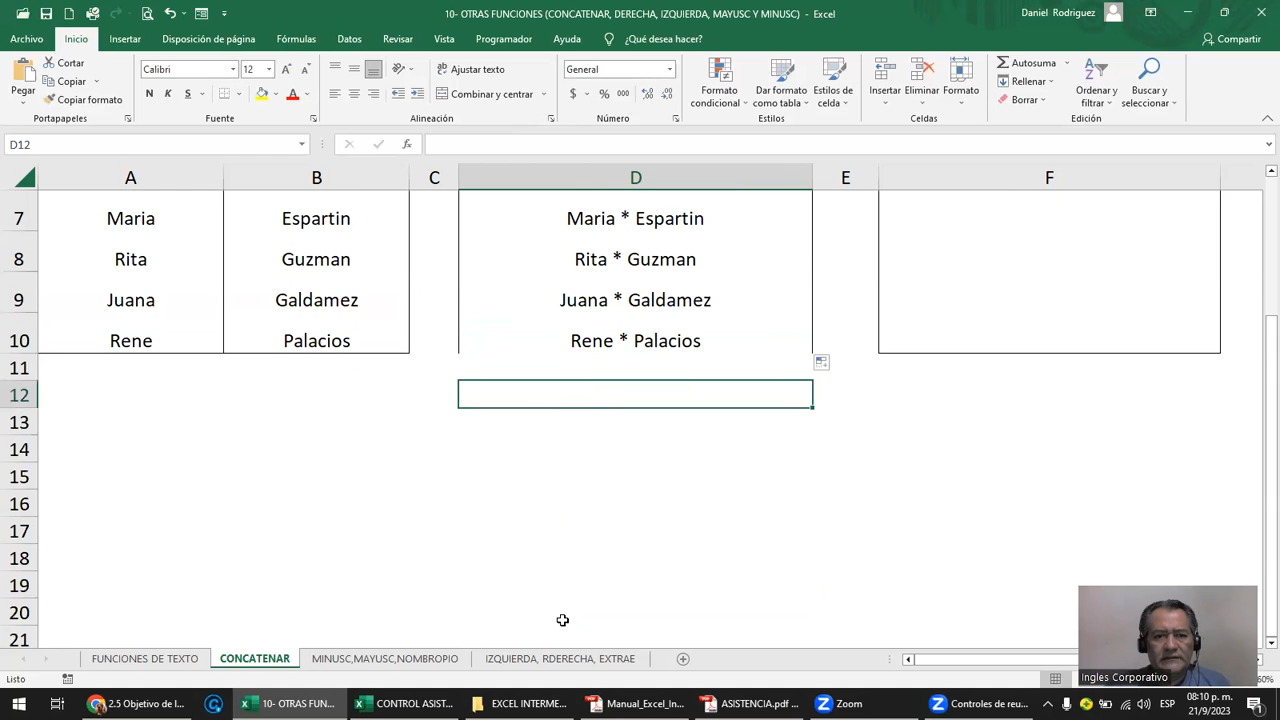 10- OTRAS FUNCIONES (CONCATENAR, DERECHA, IZQUIERDA, MAYUSC Y MINUSC) - Excel
Daniel Rodriguez
Archivo Inicio Insertar Disposición de página Fórmulas Datos Revisar Vista Programador Ayuda ¿Qué desea hacer? Compartir
Pegar
Cortar
Copiar
Copiar formato
Portapapeles
Calibri 12
N K S
Fuente
Ajustar texto
Combinar y centrar
Alineación
General
$ % 000
Número
Formato condicional
Dar formato como tabla
Estilos de celda
Estilos
Insertar Eliminar Formato
Celdas
Autosuma
Rellenar
Borrar
Ordenar y filtrar
Buscar y seleccionar
Edición
D12 fx
A B C D E F
7 Maria Espartin Maria * Espartin
8 Rita Guzman Rita * Guzman
9 Juana Galdamez Juana * Galdamez
10 Rene Palacios Rene * Palacios
11
12
13
14
15
16
17
18
19
20
21
Ingles Corporativo
FUNCIONES DE TEXTO CONCATENAR MINUSC,MAYUSC,NOMBROPIO IZQUIERDA, RDERECHA, EXTRAE
Listo 60%
2.5 Objetivo de l... 10- OTRAS FUN... CONTROL ASIST... EXCEL INTERME... Manual_Excel_In... ASISTENCIA.pdf ... Zoom Controles de reu... ESP
08:10 p. m.
21/9/2023